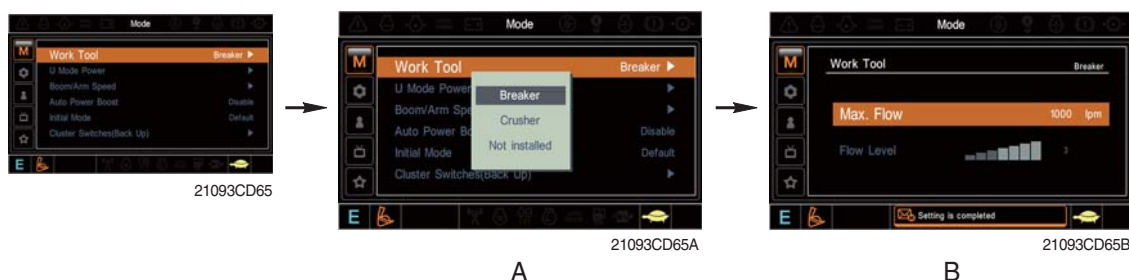 Mode
M
Work Tool Breaker ▶
U Mode Power ▶
Boom/Arm Speed ▶
Auto Power Boost Disable
Initial Mode Default
Cluster Switches(Back Up) ▶
E
21093CD65
Mode
M
Work Tool Breaker ▶
U Mode Power ▶
Boom/Arm Spe ▶
Auto Power Bo Disable
Initial Mode Default
Cluster Switches(Back Up) ▶
Breaker
Crusher
Not installed
E
21093CD65A
A
Mode
M
Work Tool Breaker
Max. Flow 1000 lpm
Flow Level 3
E
Setting is completed
21093CD65B
B